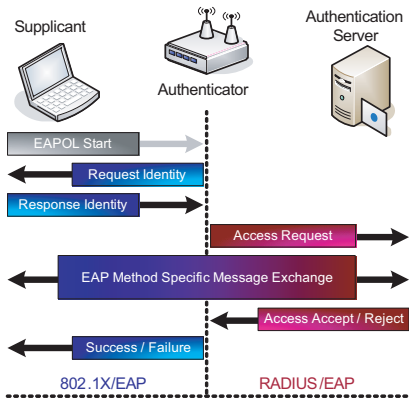 Supplicant
Authenticator
Authentication
Server
EAPOL Start
Request Identity
Response Identity
Access Request
EAP Method Specific Message Exchange
Access Accept / Reject
Success / Failure
802.1X/EAP
RADIUS/EAP